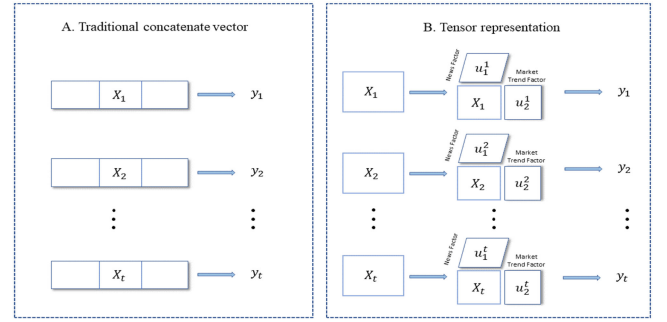 A. Traditional concatenate vector
X₁ y₁
X₂ y₂
⋮ ⋮
Xₜ yₜ
B. Tensor representation
News Factor
u₁¹
Market
Trend Factor
X₁ X₁ u₂¹ y₁
News Factor
u₁²
Market
Trend Factor
X₂ X₂ u₂² y₂
⋮ ⋮ ⋮
News Factor
u₁ᵗ
Market
Trend Factor
Xₜ Xₜ u₂ᵗ yₜ